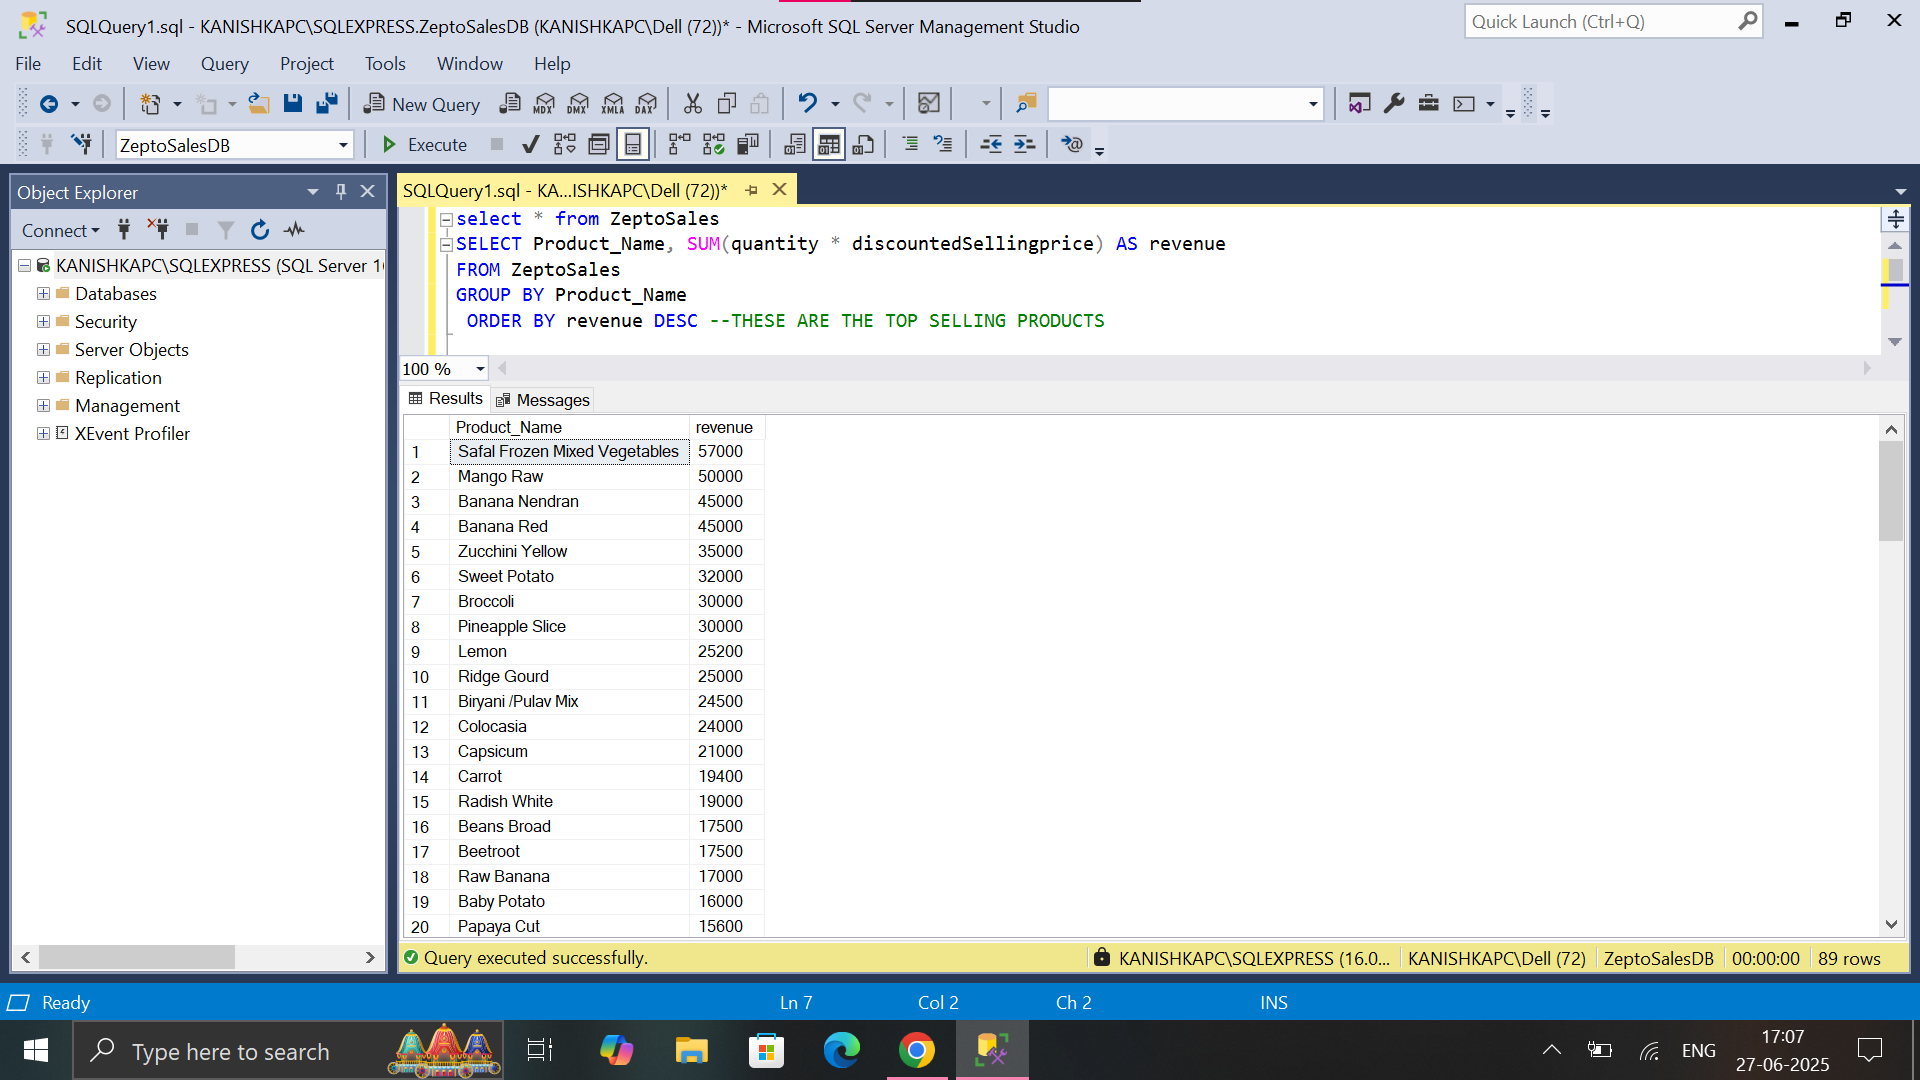 SQLQuery1.sql - KANISHKAPC\SQLEXPRESS.ZeptoSalesDB (KANISHKAPC\Dell (72))* - Microsoft SQL Server Management Studio
Quick Launch (Ctrl+Q)
File Edit View Query Project Tools Window Help
New Query MDX DMX XMLA DAX
ZeptoSalesDB Execute
Object Explorer
Connect
KANISHKAPC\SQLEXPRESS (SQL Server 1
Databases
Security
Server Objects
Replication
Management
XEvent Profiler
SQLQuery1.sql - KA...ISHKAPC\Dell (72))*
select * from ZeptoSales
SELECT Product_Name, SUM(quantity * discountedSellingprice) AS revenue
FROM ZeptoSales
GROUP BY Product_Name
ORDER BY revenue DESC --THESE ARE THE TOP SELLING PRODUCTS
100 %
Results Messages
Product_Name revenue
1 Safal Frozen Mixed Vegetables 57000
2 Mango Raw 50000
3 Banana Nendran 45000
4 Banana Red 45000
5 Zucchini Yellow 35000
6 Sweet Potato 32000
7 Broccoli 30000
8 Pineapple Slice 30000
9 Lemon 25200
10 Ridge Gourd 25000
11 Biryani /Pulav Mix 24500
12 Colocasia 24000
13 Capsicum 21000
14 Carrot 19400
15 Radish White 19000
16 Beans Broad 17500
17 Beetroot 17500
18 Raw Banana 17000
19 Baby Potato 16000
20 Papaya Cut 15600
Query executed successfully. KANISHKAPC\SQLEXPRESS (16.0... KANISHKAPC\Dell (72) ZeptoSalesDB 00:00:00 89 rows
Ready Ln 7 Col 2 Ch 2 INS
Type here to search
ENG
17:07
27-06-2025